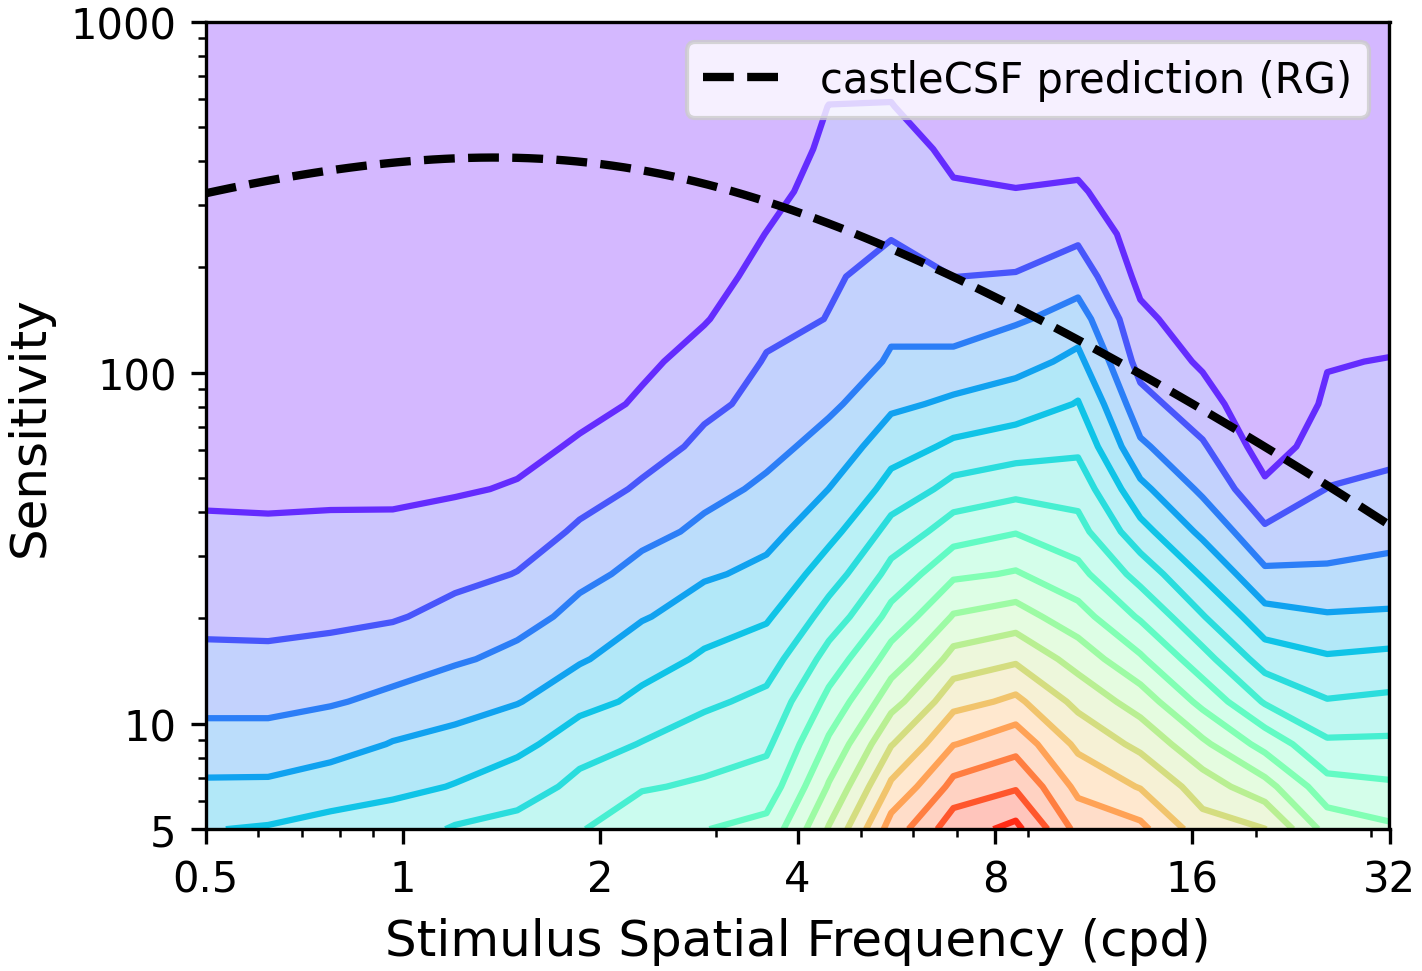 1000
100
10
5
Sensitivity
castleCSF prediction (RG)
0.5 1 2 4 8 16 32
Stimulus Spatial Frequency (cpd)